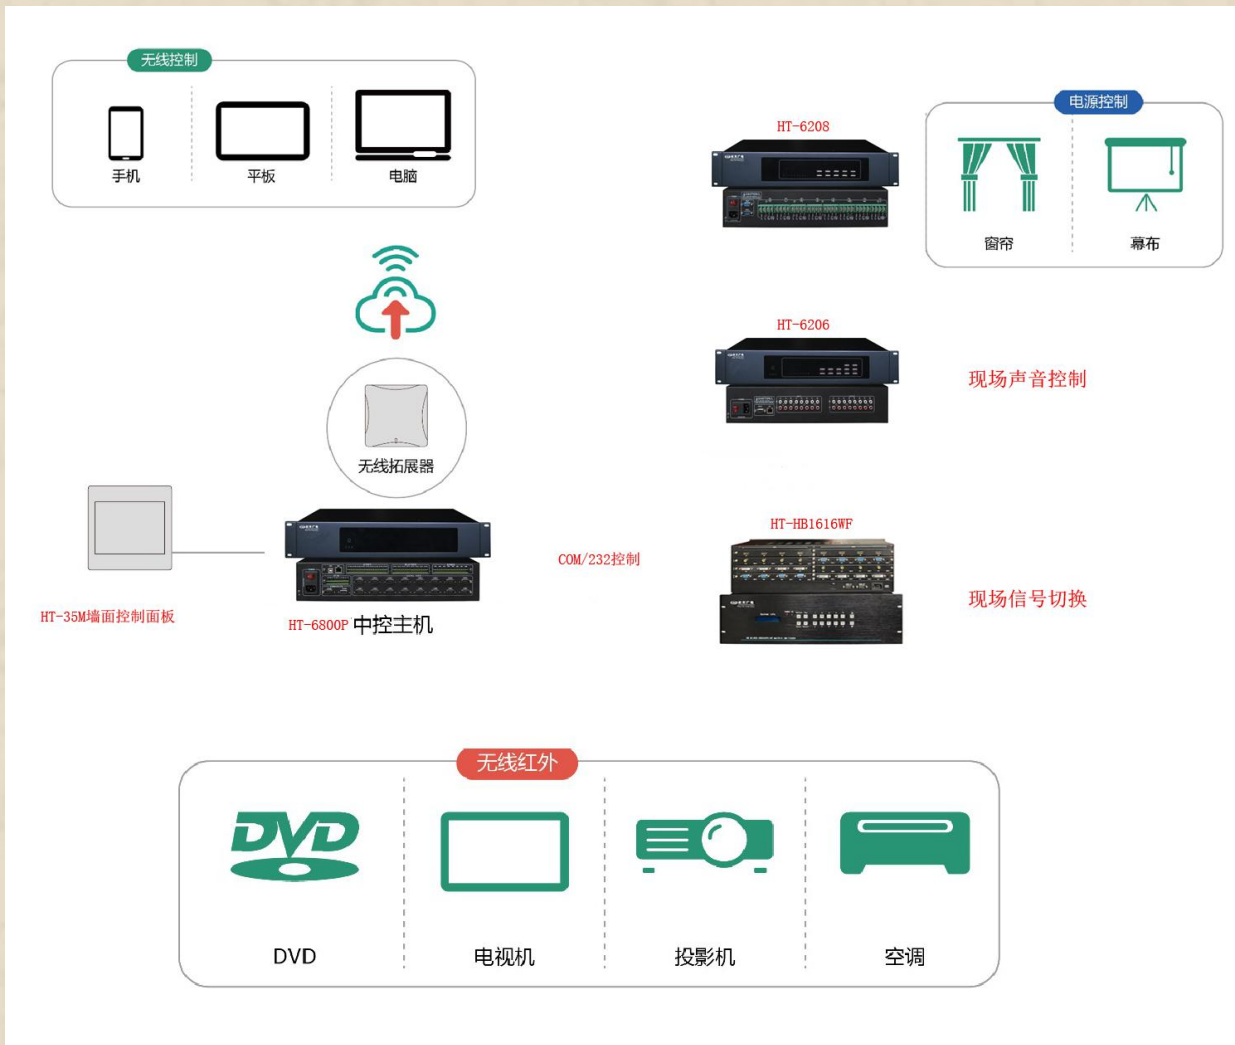 无线控制
手机
平板
电脑
HT-6208
电源控制
窗帘
幕布
HT-6206
现场声音控制
无线拓展器
HT-35M墙面控制面板
HT-6800P 中控主机
COM/232控制
HT-HB1616WF
现场信号切换
无线红外
DVD
DVD
电视机
投影机
空调